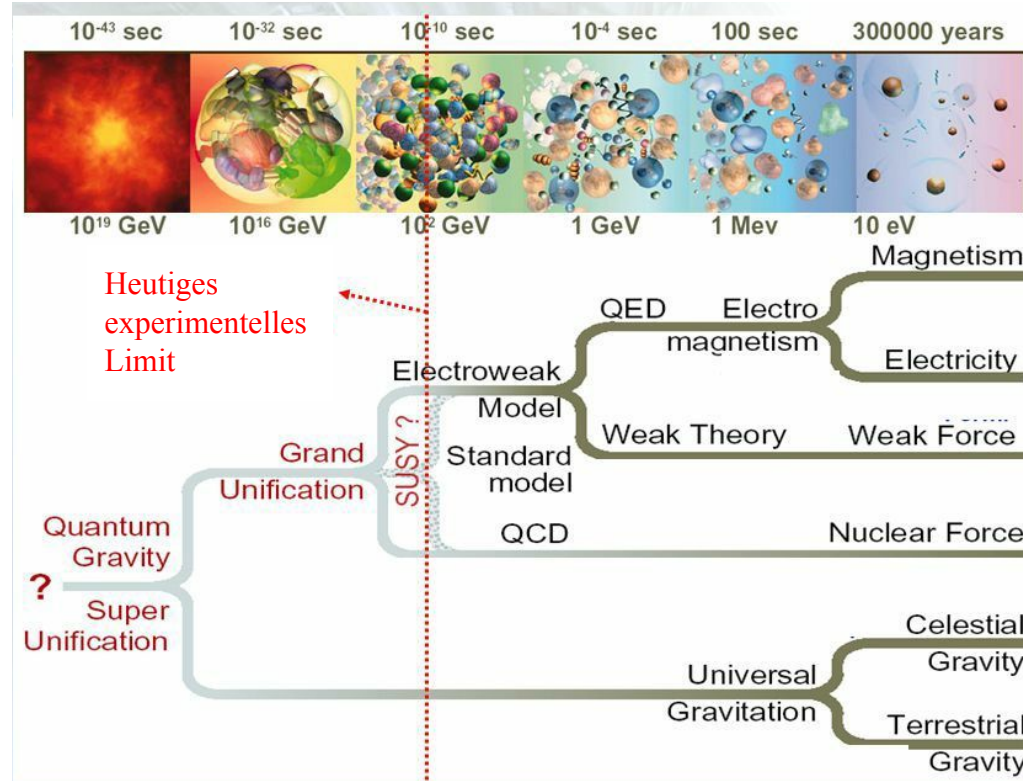 10⁻⁴³ sec 10⁻³² sec 10⁻¹⁰ sec 10⁻⁴ sec 100 sec 300000 years
10¹⁹ GeV 10¹⁶ GeV 10² GeV 1 GeV 1 Mev 10 eV
Heutiges
experimentelles
Limit
Magnetism
QED
Electro
magnetism
Electricity
Electroweak
Model
Weak Theory
Weak Force
SUSY ?
Standard
model
Grand
Unification
QCD
Nuclear Force
Quantum
Gravity
?
Super
Unification
Celestial
Gravity
Universal
Gravitation
Terrestrial
Gravity